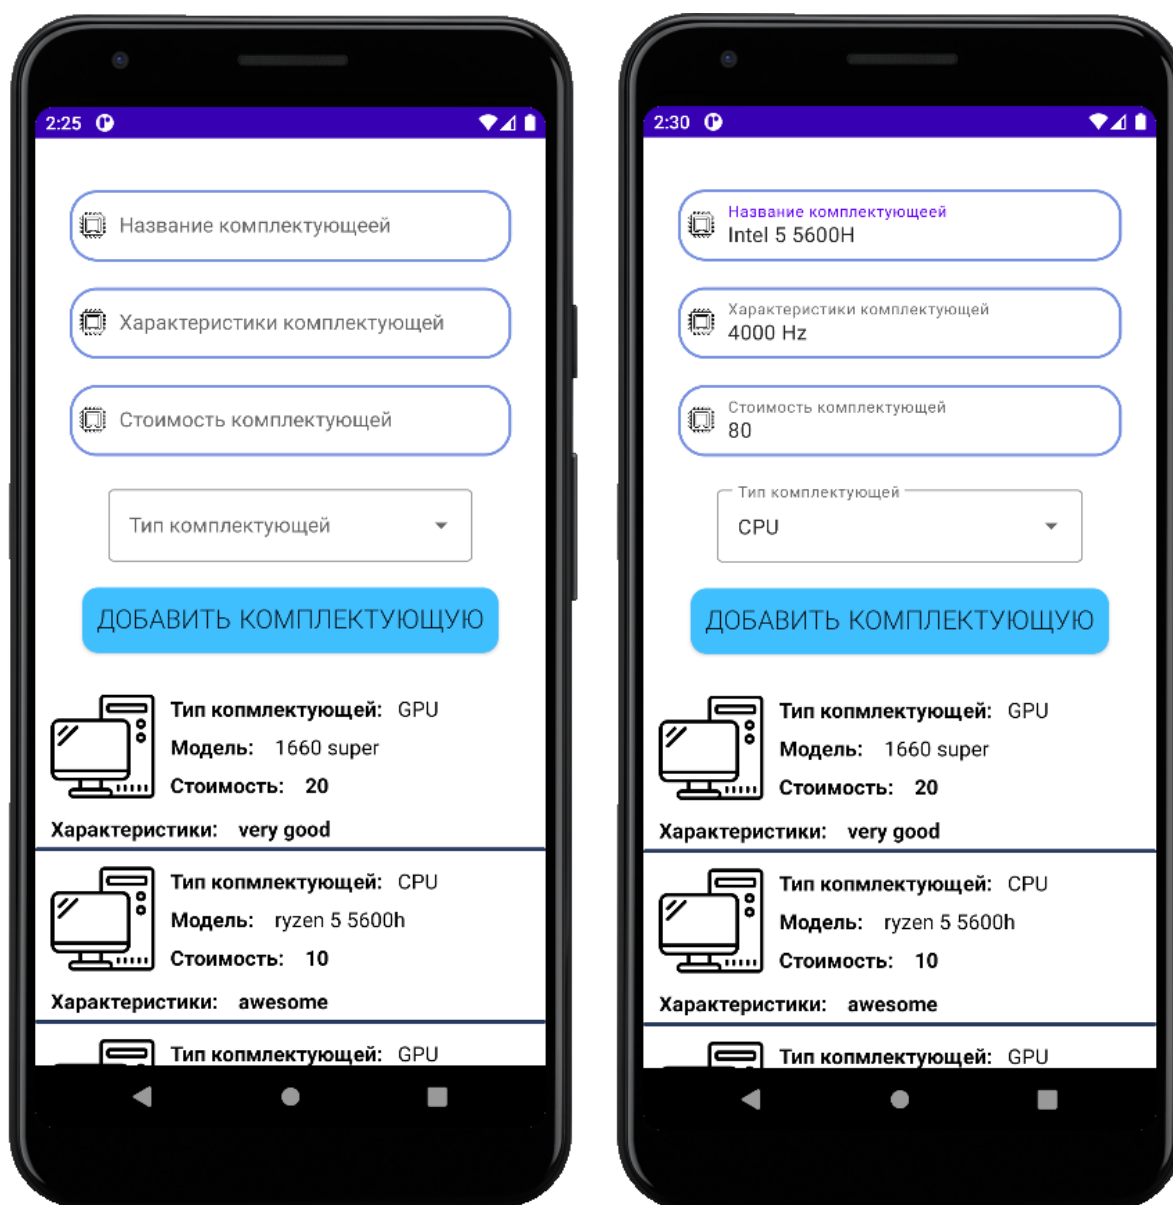 2:25
Название комплектующеей
Характеристики комплектующей
Стоимость комплектующей
Тип комплектующей
ДОБАВИТЬ КОМПЛЕКТУЮЩУЮ
Тип копмлектующей: GPU
Модель: 1660 super
Стоимость: 20
Характеристики: very good
Тип копмлектующей: CPU
Модель: ryzen 5 5600h
Стоимость: 10
Характеристики: awesome
Тип копмлектующей: GPU
2:30
Название комплектующеей
Intel 5 5600H
Характеристики комплектующей
4000 Hz
Стоимость комплектующей
80
Тип комплектующей
CPU
ДОБАВИТЬ КОМПЛЕКТУЮЩУЮ
Тип копмлектующей: GPU
Модель: 1660 super
Стоимость: 20
Характеристики: very good
Тип копмлектующей: CPU
Модель: ryzen 5 5600h
Стоимость: 10
Характеристики: awesome
Тип копмлектующей: GPU